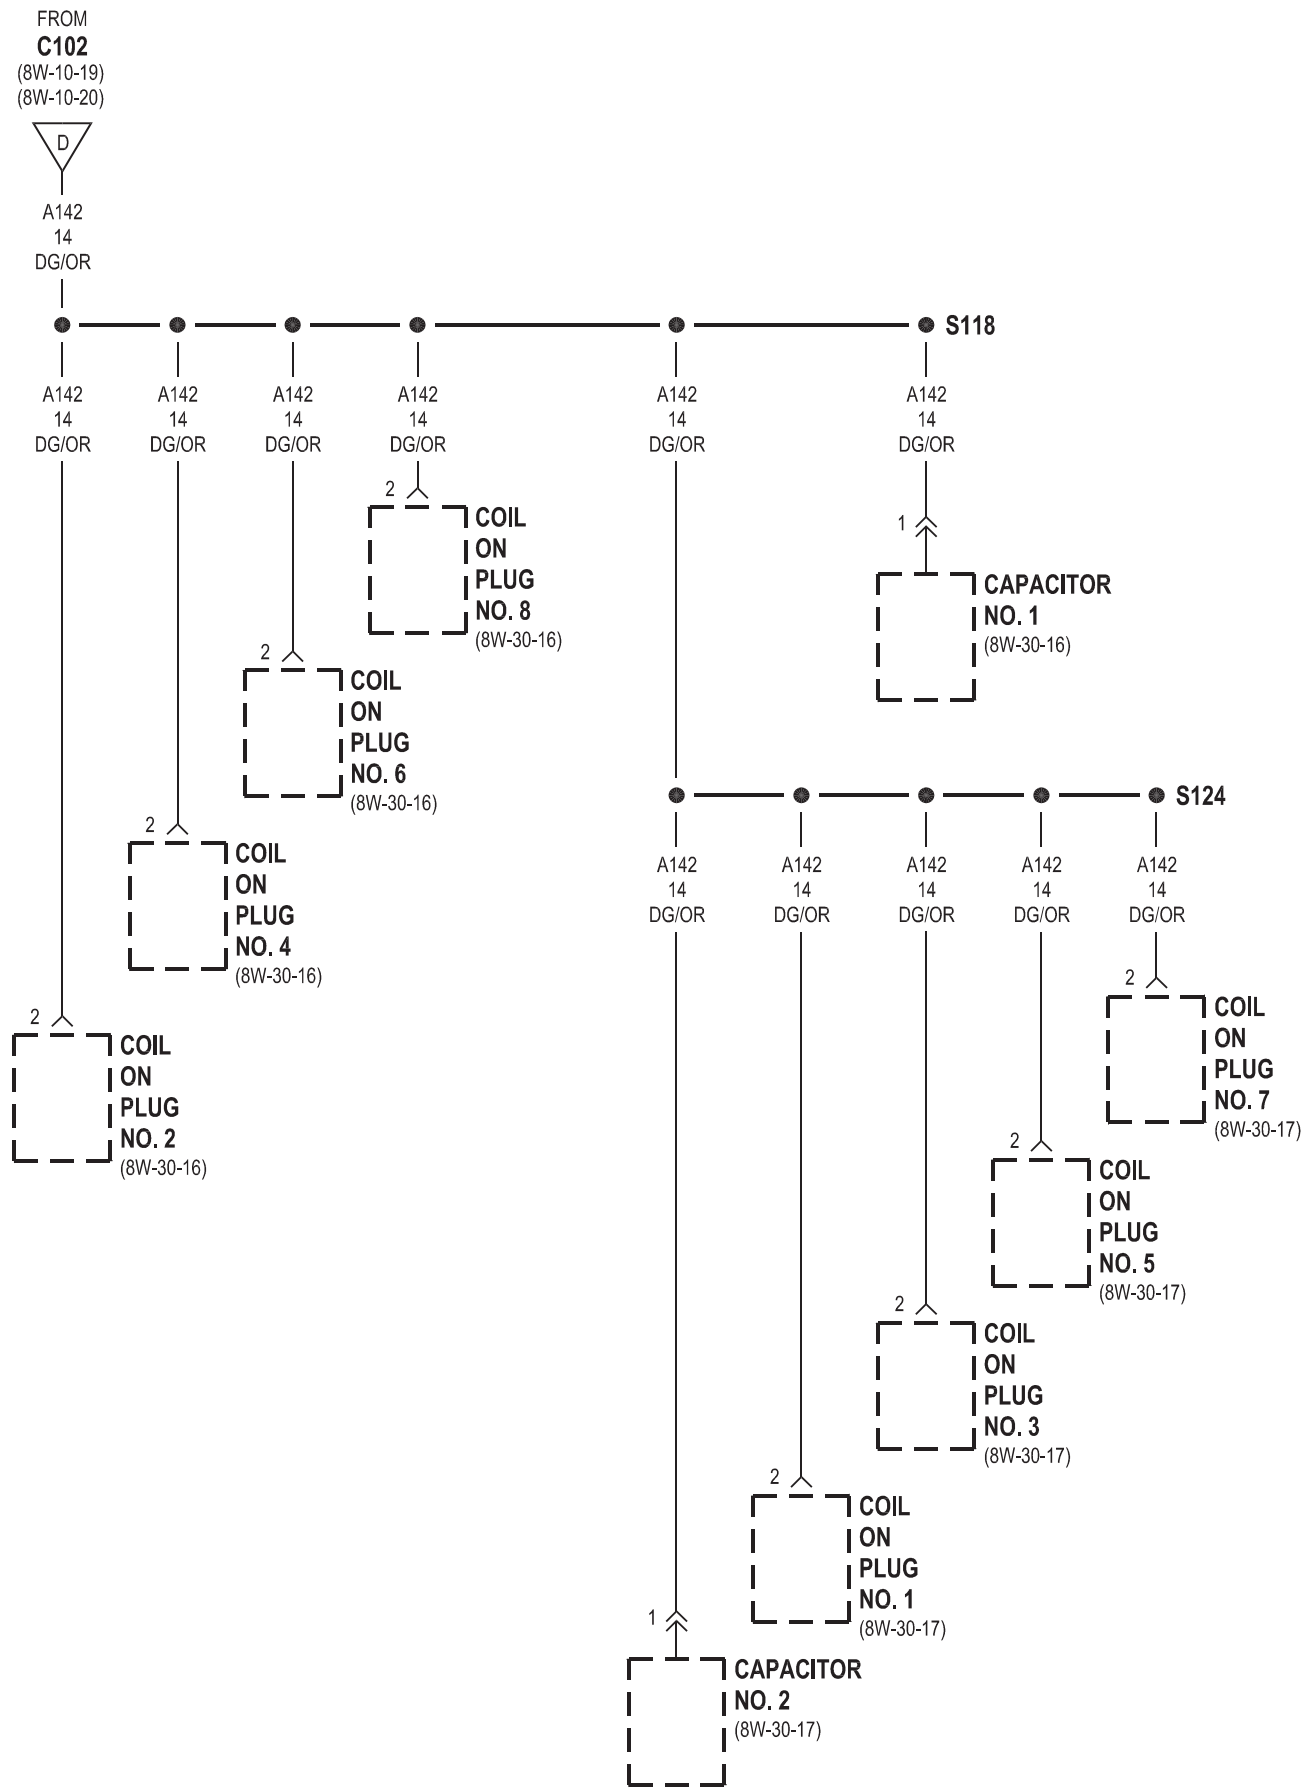 FROM
C102
(8W-10-19)
(8W-10-20)
D
A142
14
DG/OR
S118
A142
14
DG/OR
A142
14
DG/OR
A142
14
DG/OR
A142
14
DG/OR
A142
14
DG/OR
A142
14
DG/OR
2
COIL
ON
PLUG
NO. 8
(8W-30-16)
1
CAPACITOR
NO. 1
(8W-30-16)
2
COIL
ON
PLUG
NO. 6
(8W-30-16)
S124
2
COIL
ON
PLUG
NO. 4
(8W-30-16)
A142
14
DG/OR
A142
14
DG/OR
A142
14
DG/OR
A142
14
DG/OR
A142
14
DG/OR
2
COIL
ON
PLUG
NO. 7
(8W-30-17)
2
COIL
ON
PLUG
NO. 2
(8W-30-16)
2
COIL
ON
PLUG
NO. 5
(8W-30-17)
2
COIL
ON
PLUG
NO. 3
(8W-30-17)
2
COIL
ON
PLUG
NO. 1
(8W-30-17)
1
CAPACITOR
NO. 2
(8W-30-17)